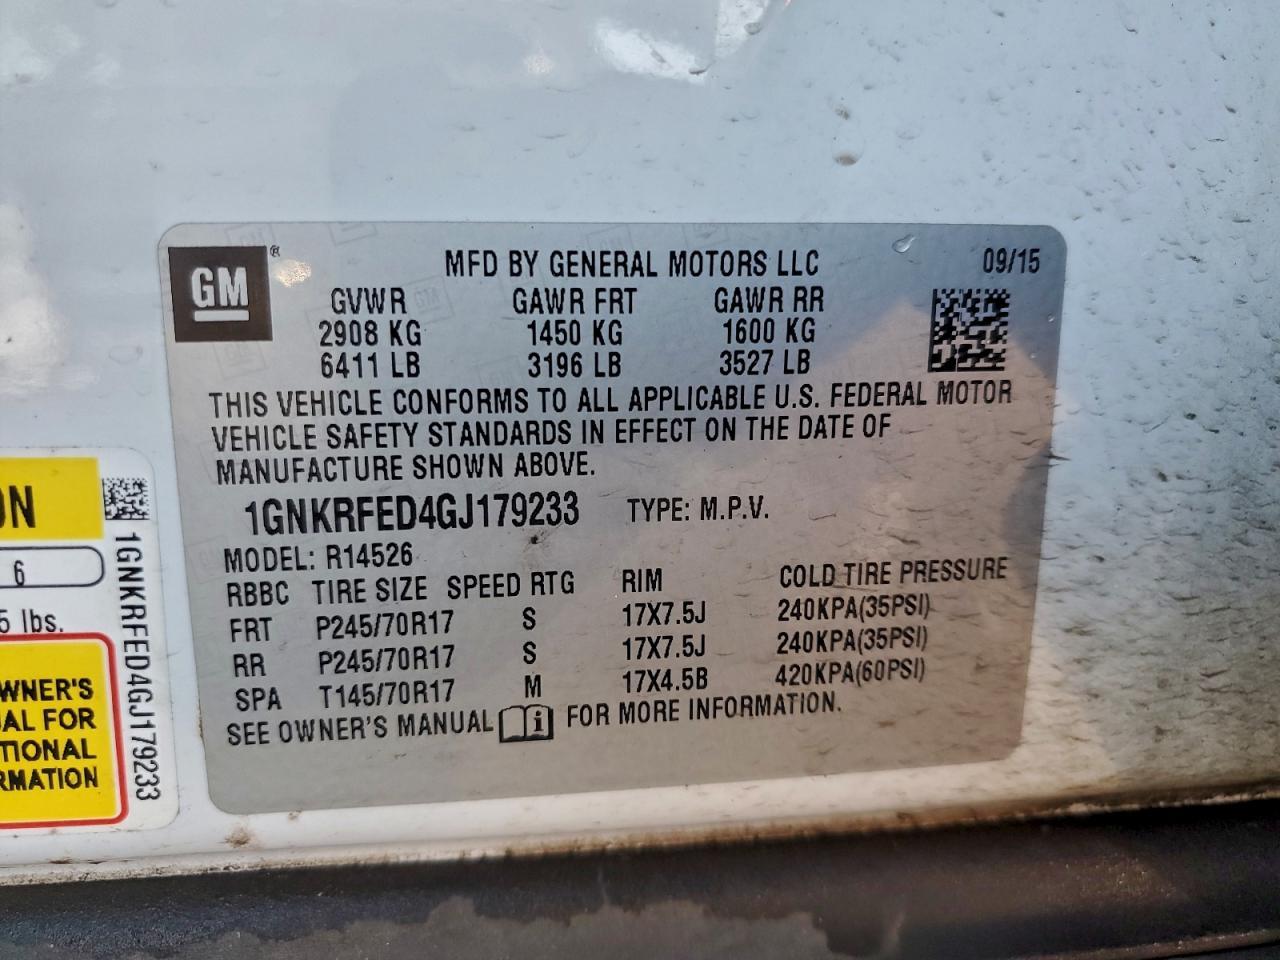 GM®
MFD BY GENERAL MOTORS LLC 09/15
GVWR GAWR FRT GAWR RR
2908 KG 1450 KG 1600 KG
6411 LB 3196 LB 3527 LB
THIS VEHICLE CONFORMS TO ALL APPLICABLE U.S. FEDERAL MOTOR
VEHICLE SAFETY STANDARDS IN EFFECT ON THE DATE OF
MANUFACTURE SHOWN ABOVE.
1GNKRFED4GJ179233 TYPE: M.P.V.
MODEL: R14526
RBBC TIRE SIZE SPEED RTG RIM COLD TIRE PRESSURE
FRT P245/70R17 S 17X7.5J 240KPA(35PSI)
RR P245/70R17 S 17X7.5J 240KPA(35PSI)
SPA T145/70R17 M 17X4.5B 420KPA(60PSI)
SEE OWNER'S MANUAL i FOR MORE INFORMATION.
ON
6
5 lbs.
WNER'S
UAL FOR
TIONAL
RMATION
1GNKRFED4GJ179233